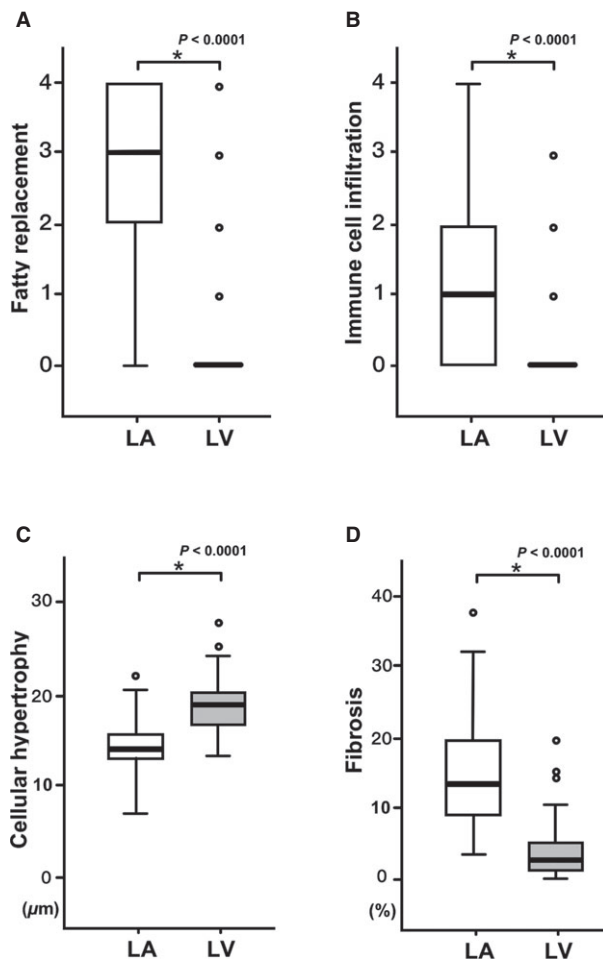 A
P < 0.0001
*
Fatty replacement
4
3
2
1
0
LA LV
B
P < 0.0001
*
Immune cell infiltration
4
3
2
1
0
LA LV
C
P < 0.0001
*
Cellular hypertrophy
30
20
10
0
(µm)
LA LV
D
P < 0.0001
*
Fibrosis
40
30
20
10
0
(%)
LA LV